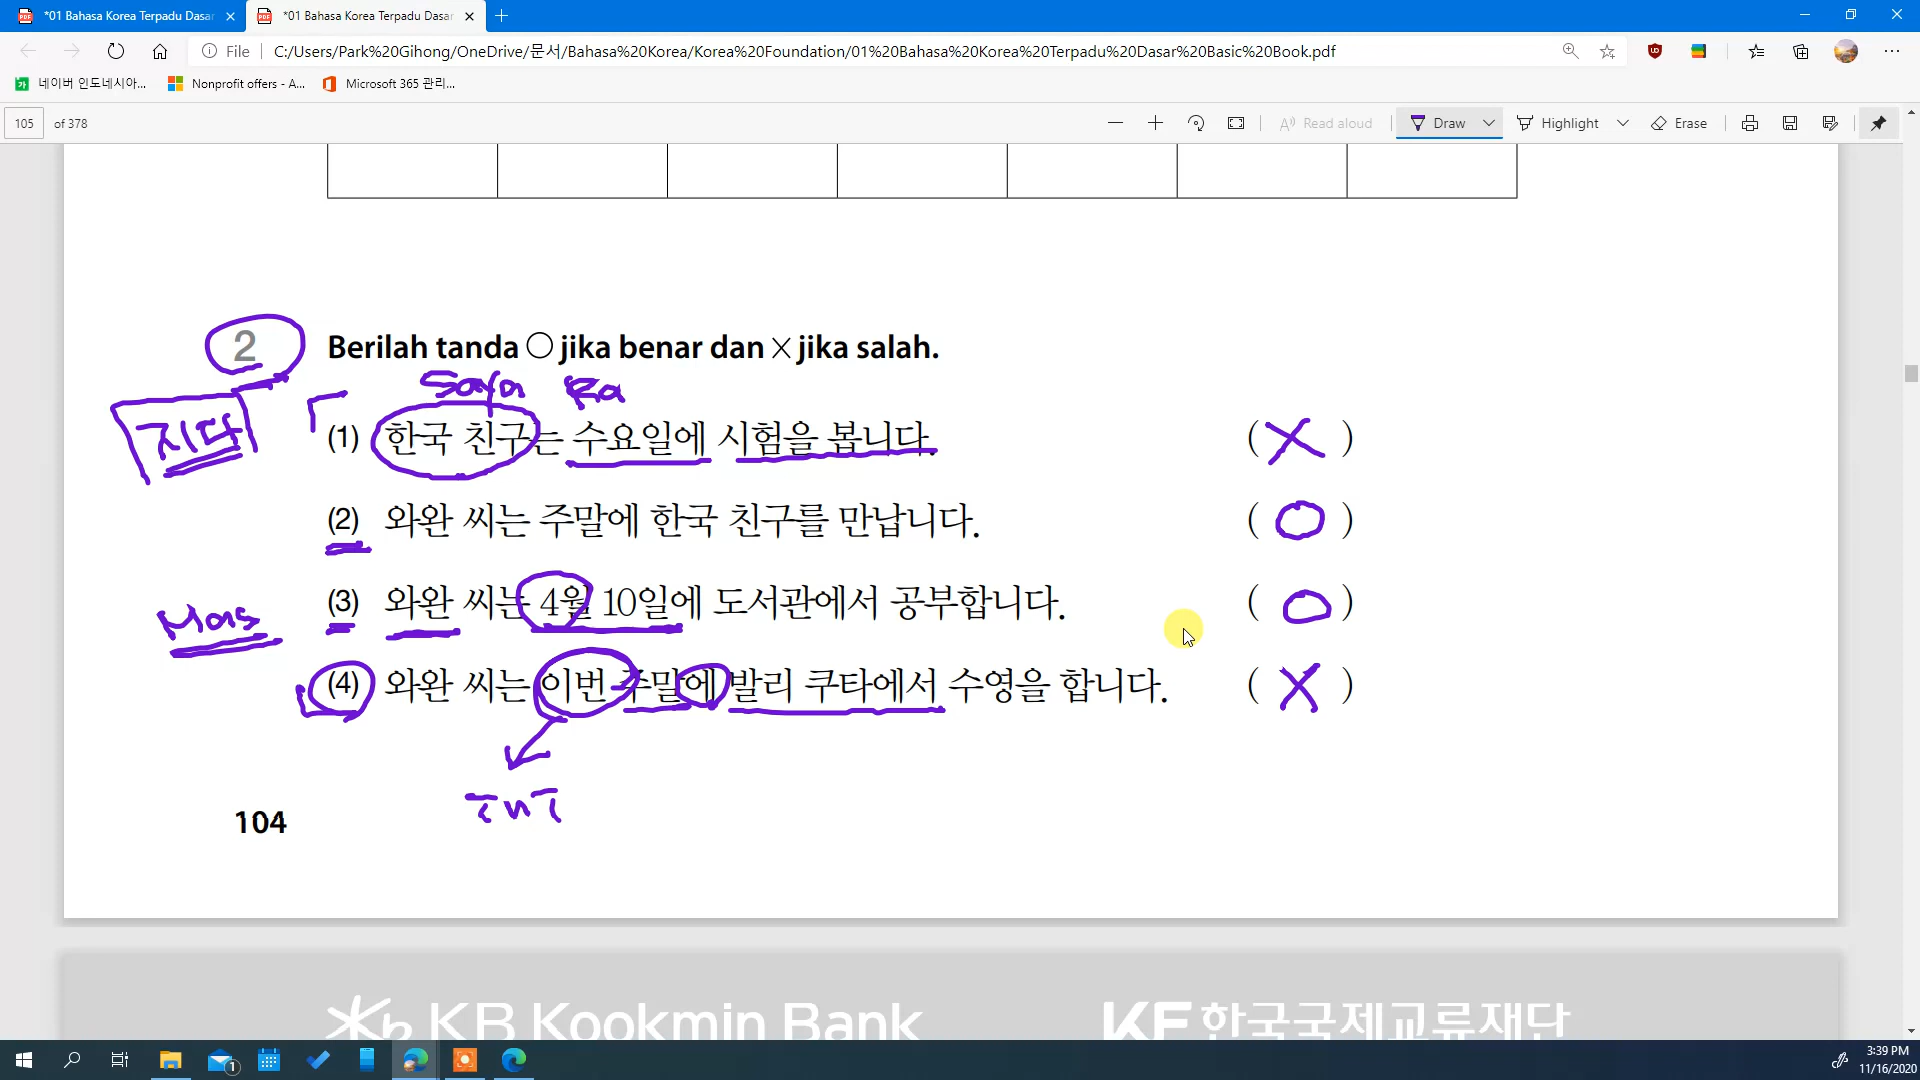 *01 Bahasa Korea Terpadu Dasar
*01 Bahasa Korea Terpadu Dasar
File
C:/Users/Park%20Gihong/OneDrive/문서/Bahasa%20Korea/Korea%20Foundation/01%20Bahasa%20Korea%20Terpadu%20Dasar%20Basic%20Book.pdf
네이버 인도네시아...
Nonprofit offers - A...
Microsoft 365 관리...
105 of 378
Read aloud
Draw
Highlight
Erase
2 Berilah tanda ○ jika benar dan × jika salah.
Saya Ra
지다
(1) 한국 친구는 수요일에 시험을 봅니다. ( X )
(2) 와완 씨는 주말에 한국 친구를 만납니다. ( O )
(3) 와완 씨는 4월 10일에 도서관에서 공부합니다. ( O )
(4) 와완 씨는 이번 주말에 발리 쿠타에서 수영을 합니다. ( X )
104
KB Kookmin Bank
KF 한국국제교류재단
1
3:39 PM
11/16/2020